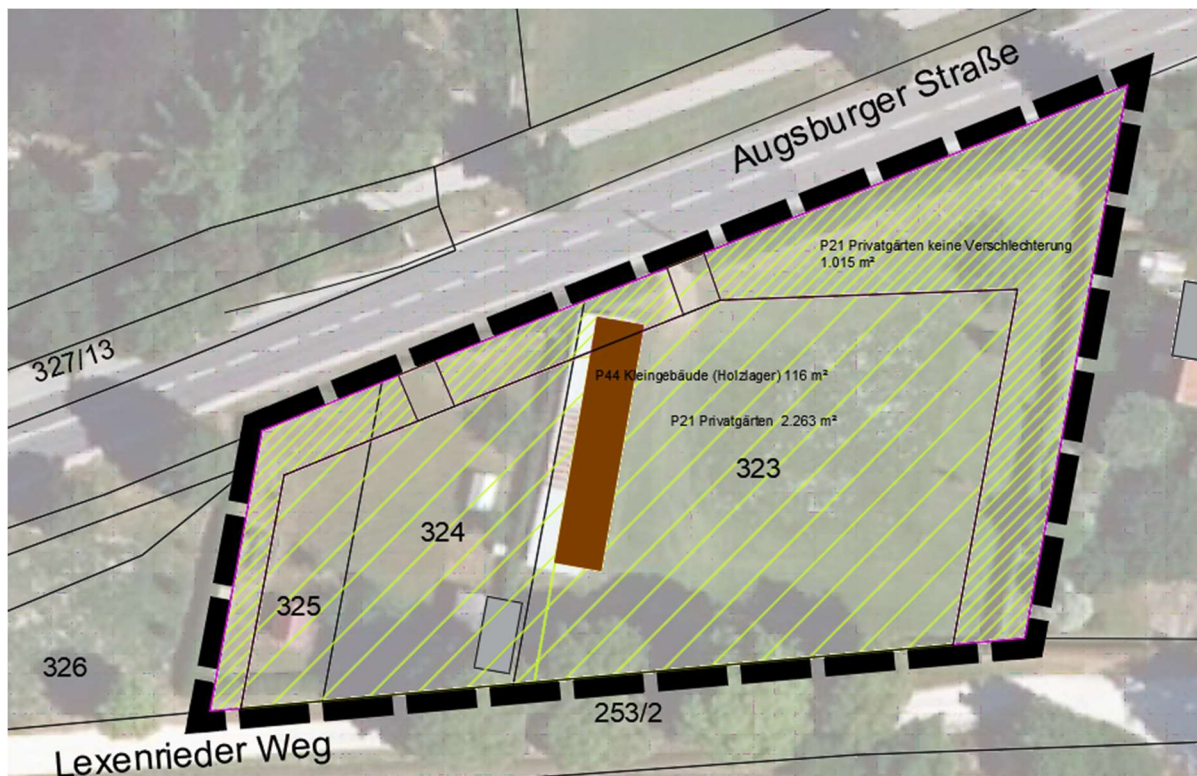 Augsburger Straße
P21 Privatgärten keine Verschlechterung
1.015 m²
327/13
P44 Kleingebäude (Holzlager) 116 m²
P21 Privatgärten 2.263 m²
323
324
325
326
253/2
Lexenrieder Weg